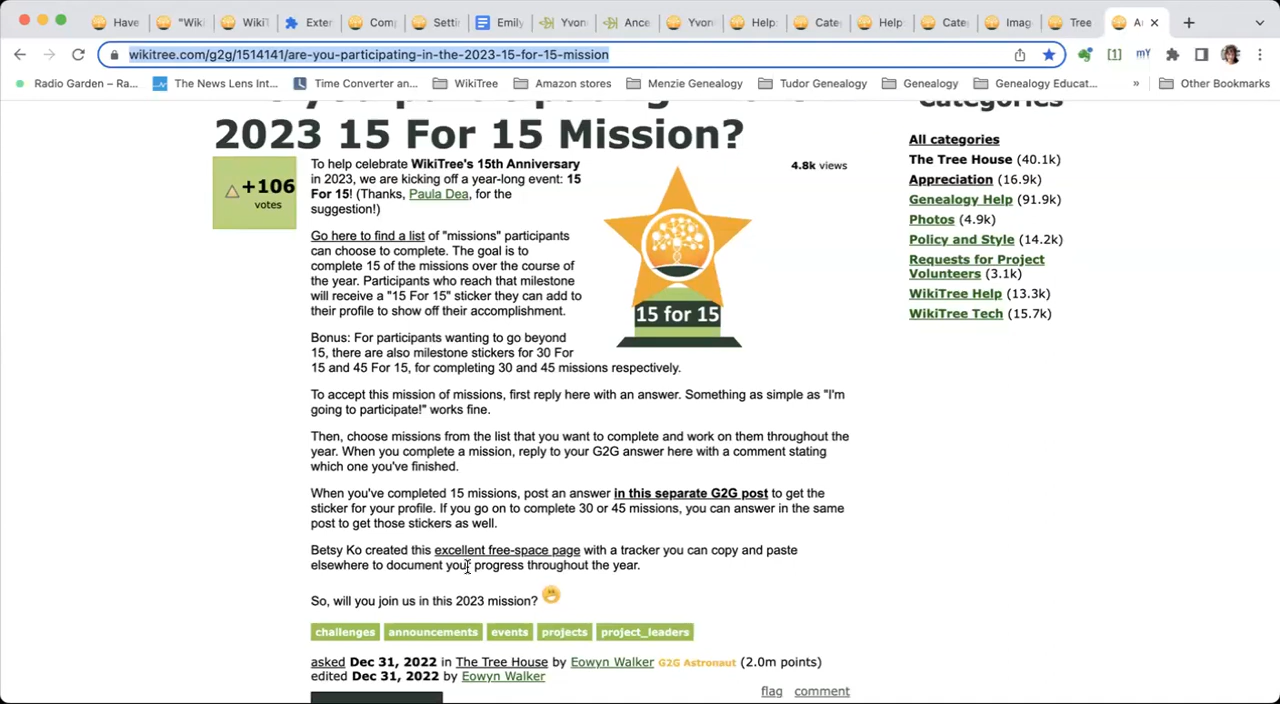 Have
"Wiki
WikiT
Exter
Com
Setti
Emily
Yvon
Ance
Yvon
Help:
Cate
Help
Cate
Imag
Tree
A
wikitree.com/g2g/1514141/are-you-participating-in-the-2023-15-for-15-mission
[1]
mY
Radio Garden – Ra...
The News Lens Int...
Time Converter an...
WikiTree
Amazon stores
Menzie Genealogy
Tudor Genealogy
Genealogy
Genealogy Educat...
»
Other Bookmarks
2023 15 For 15 Mission?
+106
votes
To help celebrate WikiTree's 15th Anniversary
in 2023, we are kicking off a year-long event: 15
For 15! (Thanks, Paula Dea, for the
suggestion!)
4.8k views
15 for 15
Go here to find a list of "missions" participants
can choose to complete. The goal is to
complete 15 of the missions over the course of
the year. Participants who reach that milestone
will receive a "15 For 15" sticker they can add to
their profile to show off their accomplishment.
Bonus: For participants wanting to go beyond
15, there are also milestone stickers for 30 For
15 and 45 For 15, for completing 30 and 45 missions respectively.
To accept this mission of missions, first reply here with an answer. Something as simple as "I'm
going to participate!" works fine.
Then, choose missions from the list that you want to complete and work on them throughout the
year. When you complete a mission, reply to your G2G answer here with a comment stating
which one you've finished.
When you've completed 15 missions, post an answer in this separate G2G post to get the
sticker for your profile. If you go on to complete 30 or 45 missions, you can answer in the same
post to get those stickers as well.
Betsy Ko created this excellent free-space page with a tracker you can copy and paste
elsewhere to document your progress throughout the year.
So, will you join us in this 2023 mission?
challenges announcements events projects project_leaders
asked Dec 31, 2022 in The Tree House by Eowyn Walker G2G Astronaut (2.0m points)
edited Dec 31, 2022 by Eowyn Walker
flag comment
Categories
All categories
The Tree House (40.1k)
Appreciation (16.9k)
Genealogy Help (91.9k)
Photos (4.9k)
Policy and Style (14.2k)
Requests for Project
Volunteers (3.1k)
WikiTree Help (13.3k)
WikiTree Tech (15.7k)